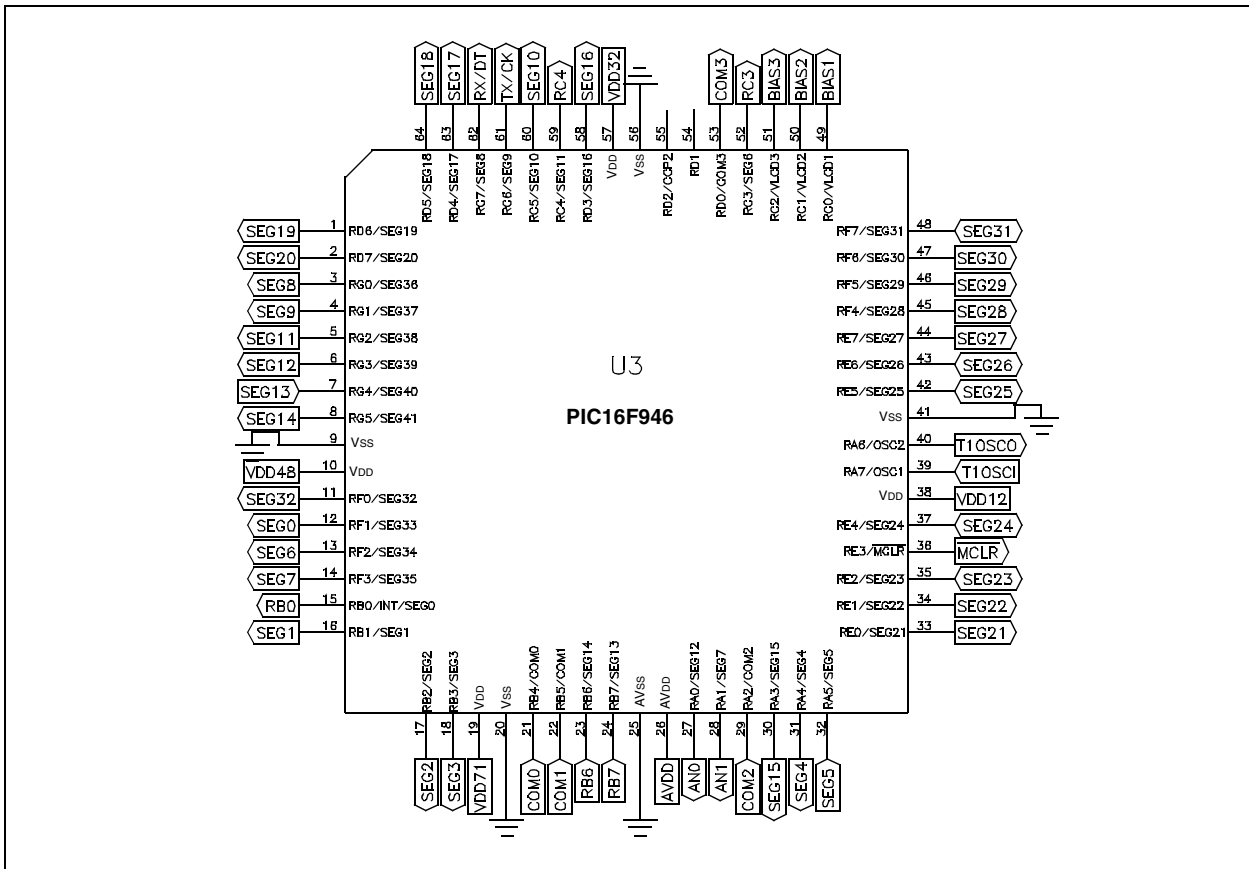 SEG18 SEG17 RX/DT TX/CK SEG10 RC4 SEG16 VDD32 COM3 RC3 BIAS3 BIAS2 BIAS1
64 63 62 61 60 59 58 57 56 55 54 53 52 51 50 49
RD5/SEG18 RD4/SEG17 RC7/SEG8 RC6/SEG9 RC5/SEG10 RC4/SEG11 RD3/SEG16 VDD VSS RD2/CCP2 RD1 RD0/COM3 RC3/SEG6 RC2/VLCD3 RC1/VLCD2 RC0/VLCD1
SEG19 1 RD6/SEG19 RF7/SEG31 48 SEG31
SEG20 2 RD7/SEG20 RF6/SEG30 47 SEG30
SEG8 3 RG0/SEG36 RF5/SEG29 46 SEG29
SEG9 4 RG1/SEG37 RF4/SEG28 45 SEG28
SEG11 5 RG2/SEG38 RE7/SEG27 44 SEG27
SEG12 6 RG3/SEG39 RE6/SEG26 43 SEG26
U3
SEG13 7 RG4/SEG40 RE5/SEG25 42 SEG25
SEG14 8 RG5/SEG41 PIC16F946 VSS 41
9 VSS RA6/OSC2 40 T1OSCO
VDD48 10 VDD RA7/OSC1 39 T1OSCI
SEG32 11 RF0/SEG32 VDD 38 VDD12
SEG0 12 RF1/SEG33 RE4/SEG24 37 SEG24
SEG6 13 RF2/SEG34 RE3/MCLR 36 MCLR
SEG7 14 RF3/SEG35 RE2/SEG23 35 SEG23
RB0 15 RB0/INT/SEG0 RE1/SEG22 34 SEG22
SEG1 16 RB1/SEG1 RE0/SEG21 33 SEG21
RB2/SEG2 RB3/SEG3 VDD VSS RB4/COM0 RB5/COM1 RB6/SEG14 RB7/SEG13 AVSS AVDD RA0/SEG12 RA1/SEG7 RA2/COM2 RA3/SEG15 RA4/SEG4 RA5/SEG5
17 18 19 20 21 22 23 24 25 26 27 28 29 30 31 32
SEG2 SEG3 VDD71 COM0 COM1 RB6 RB7 AVDD AN0 AN1 COM2 SEG15 SEG4 SEG5